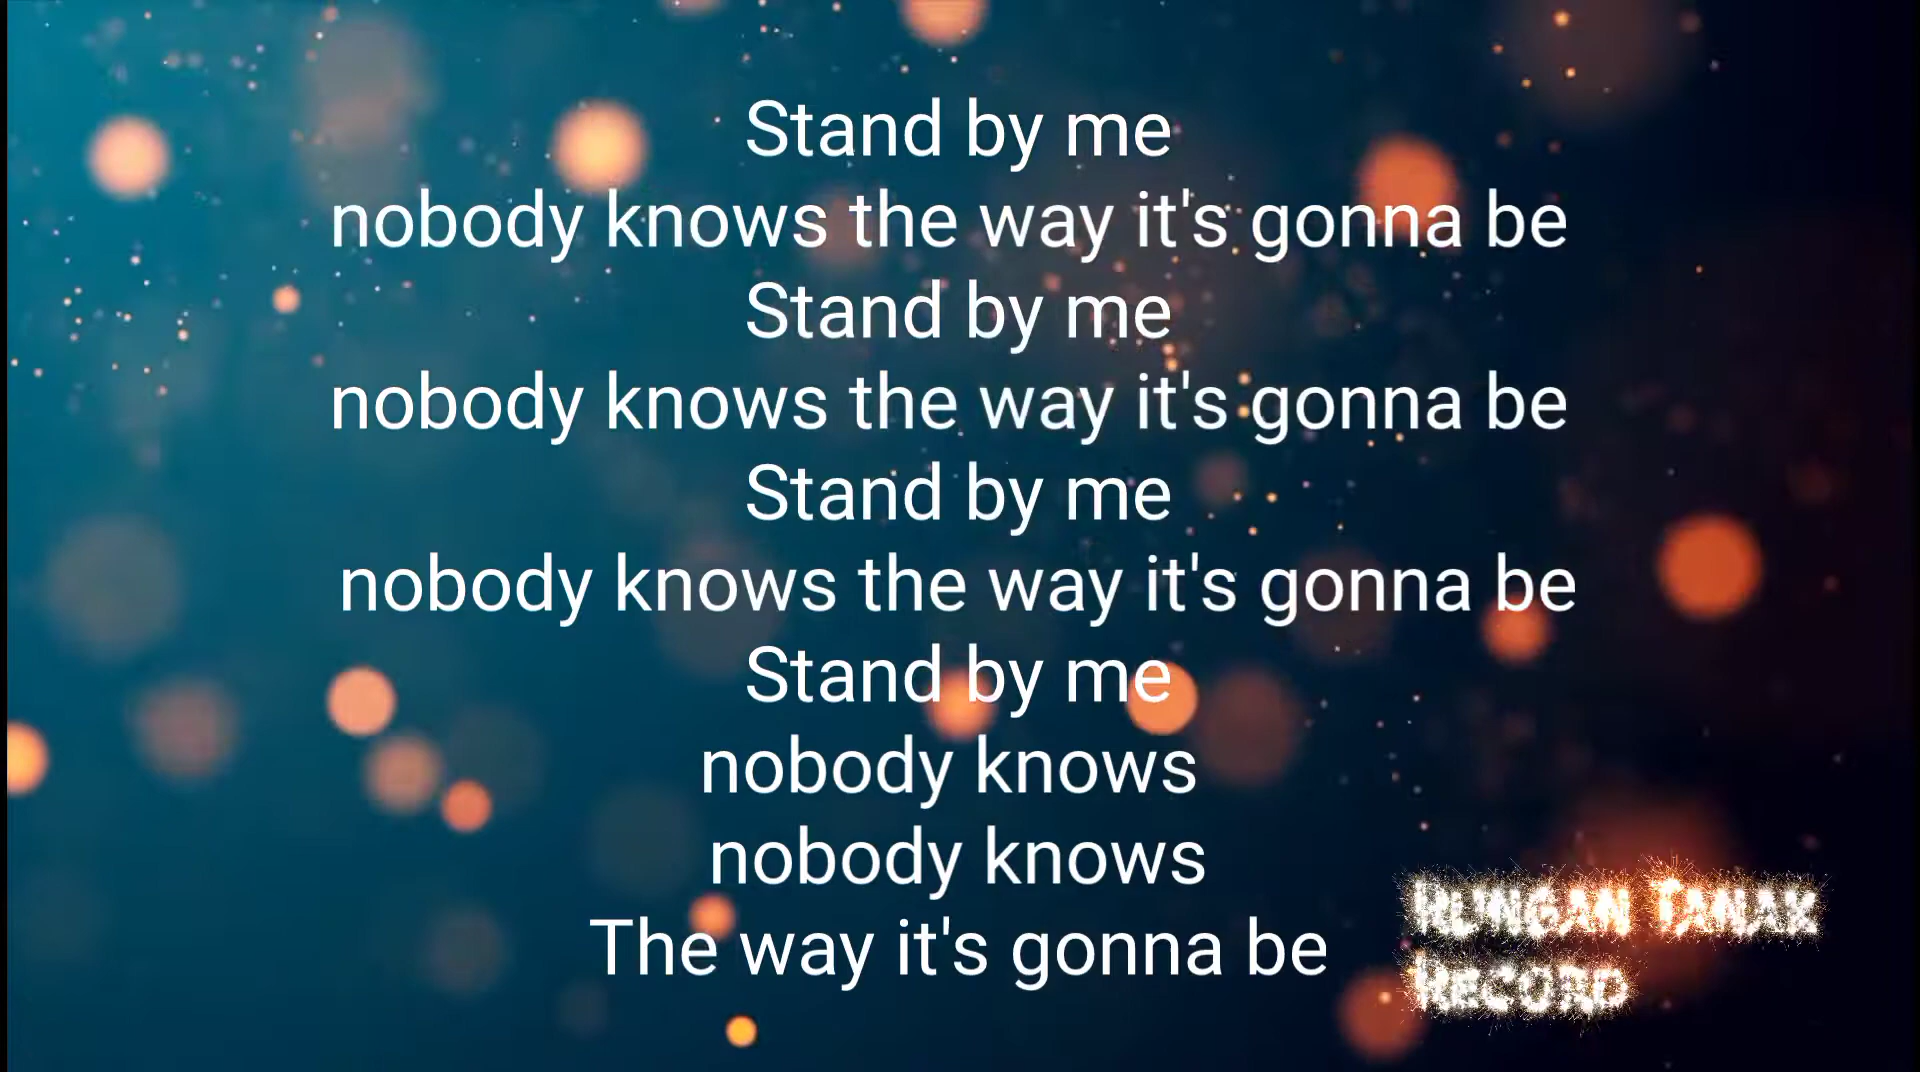 Stand by me
nobody knows the way it's gonna be
Stand by me
nobody knows the way it's gonna be
Stand by me
nobody knows the way it's gonna be
Stand by me
nobody knows
nobody knows
The way it's gonna be
Rungan Tanak
Record